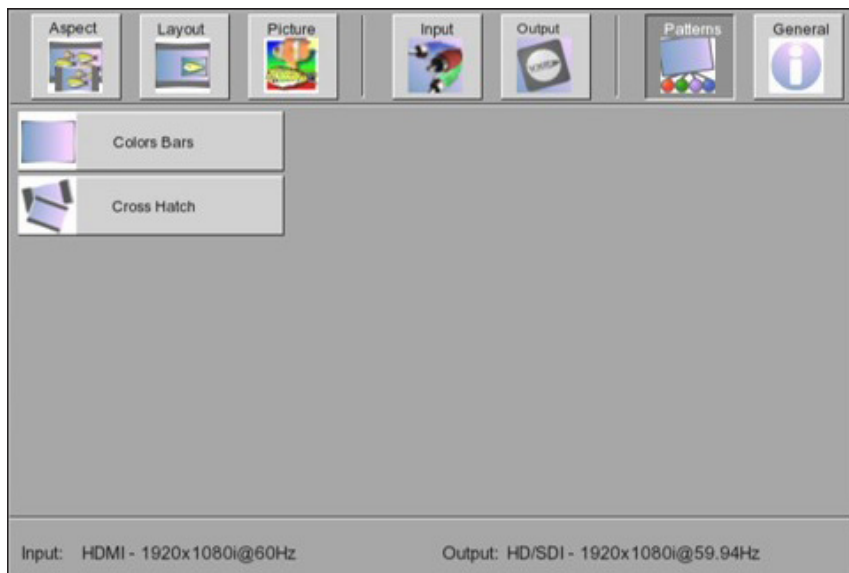 Aspect Layout Picture Input Output Patterns General
Colors Bars
Cross Hatch
Input: HDMI - 1920x1080i@60Hz Output: HD/SDI - 1920x1080i@59.94Hz